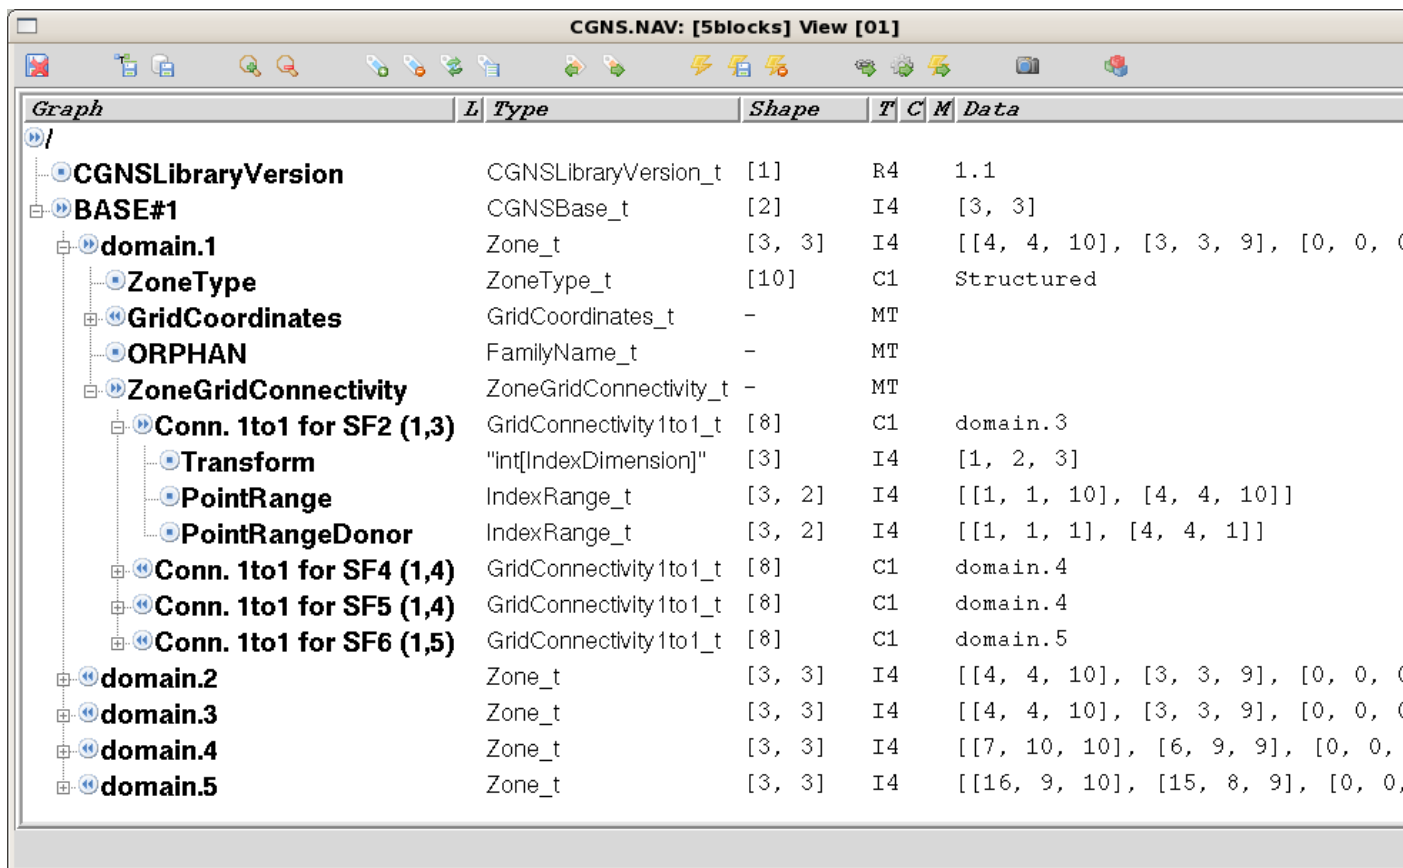 CGNS.NAV: [5blocks] View [01]
Graph L Type Shape T C M Data
/
CGNSLibraryVersion CGNSLibraryVersion_t [1] R4 1.1
BASE#1 CGNSBase_t [2] I4 [3, 3]
domain.1 Zone_t [3, 3] I4 [[4, 4, 10], [3, 3, 9], [0, 0,
ZoneType ZoneType_t [10] C1 Structured
GridCoordinates GridCoordinates_t - MT
ORPHAN FamilyName_t - MT
ZoneGridConnectivity ZoneGridConnectivity_t - MT
Conn. 1to1 for SF2 (1,3) GridConnectivity1to1_t [8] C1 domain.3
Transform "int[IndexDimension]" [3] I4 [1, 2, 3]
PointRange IndexRange_t [3, 2] I4 [[1, 1, 10], [4, 4, 10]]
PointRangeDonor IndexRange_t [3, 2] I4 [[1, 1, 1], [4, 4, 1]]
Conn. 1to1 for SF4 (1,4) GridConnectivity1to1_t [8] C1 domain.4
Conn. 1to1 for SF5 (1,4) GridConnectivity1to1_t [8] C1 domain.4
Conn. 1to1 for SF6 (1,5) GridConnectivity1to1_t [8] C1 domain.5
domain.2 Zone_t [3, 3] I4 [[4, 4, 10], [3, 3, 9], [0, 0,
domain.3 Zone_t [3, 3] I4 [[4, 4, 10], [3, 3, 9], [0, 0,
domain.4 Zone_t [3, 3] I4 [[7, 10, 10], [6, 9, 9], [0, 0,
domain.5 Zone_t [3, 3] I4 [[16, 9, 10], [15, 8, 9], [0, 0,